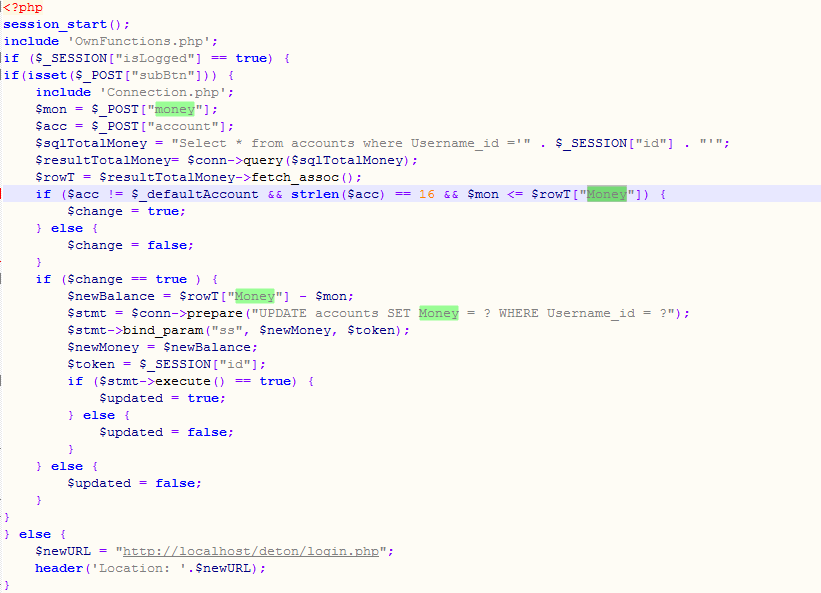 <?php
session_start();
include 'OwnFunctions.php';
if ($_SESSION["isLogged"] == true) {
if(isset($_POST["subBtn"])) {
    include 'Connection.php';
    $mon = $_POST["money"];
    $acc = $_POST["account"];
    $sqlTotalMoney = "Select * from accounts where Username_id ='" . $_SESSION["id"] . "'";
    $resultTotalMoney= $conn->query($sqlTotalMoney);
    $rowT = $resultTotalMoney->fetch_assoc();
    if ($acc != $_defaultAccount && strlen($acc) == 16 && $mon <= $rowT["Money"]) {
        $change = true;
    } else {
        $change = false;
    }
    if ($change == true ) {
        $newBalance = $rowT["Money"] - $mon;
        $stmt = $conn->prepare("UPDATE accounts SET Money = ? WHERE Username_id = ?");
        $stmt->bind_param("ss", $newMoney, $token);
        $newMoney = $newBalance;
        $token = $_SESSION["id"];
        if ($stmt->execute() == true) {
            $updated = true;
        } else {
            $updated = false;
        }
    } else {
        $updated = false;
    }
}
} else {
    $newURL = "http://localhost/deton/login.php";
    header('Location: '.$newURL);
}